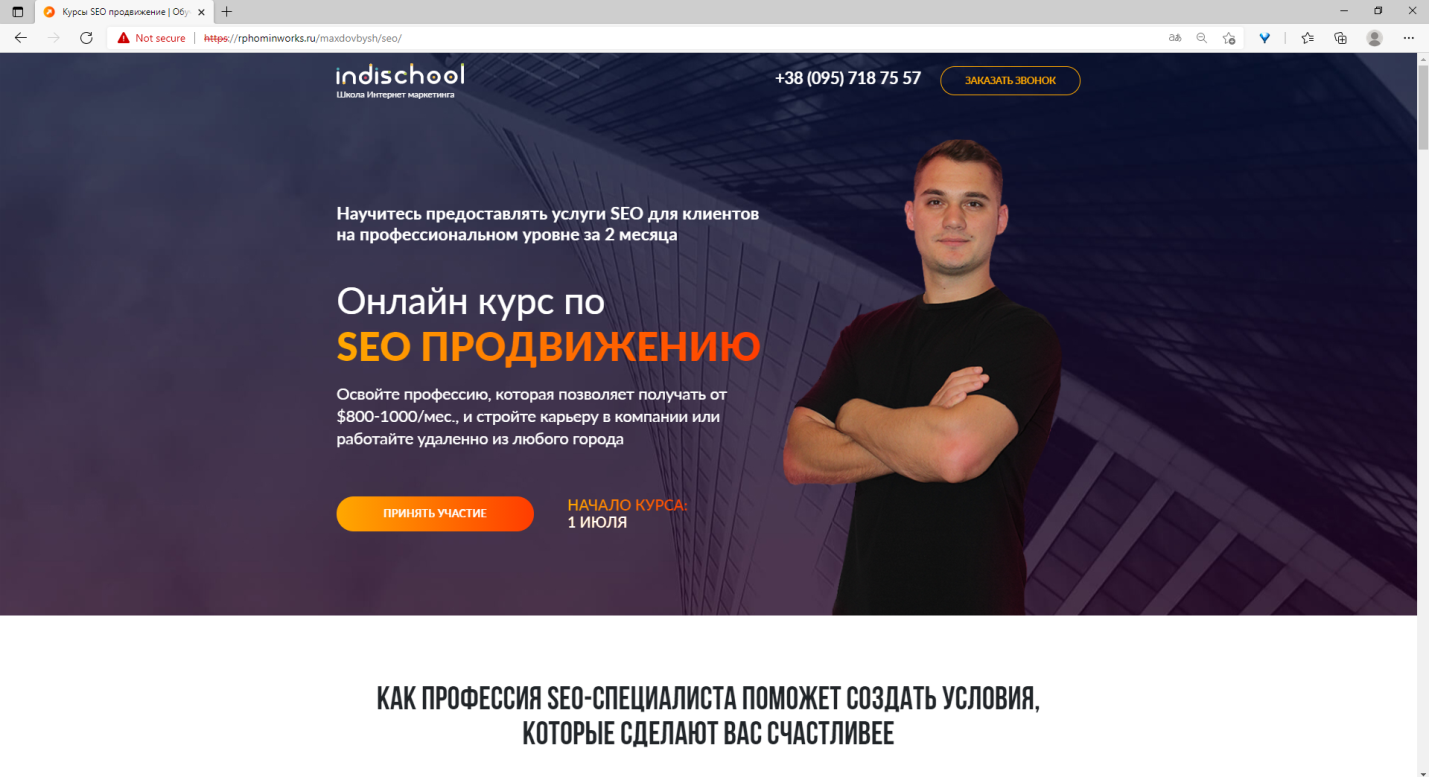 Курсы SEO продвижение | Обу
Not secure
https://rphominworks.ru/maxdovbysh/seo/
indischool
Школа Интернет маркетинга
+38 (095) 718 75 57
ЗАКАЗАТЬ ЗВОНОК
Научитесь предоставлять услуги SEO для клиентов
на профессиональном уровне за 2 месяца
Онлайн курс по
SEO ПРОДВИЖЕНИЮ
Освойте профессию, которая позволяет получать от
$800-1000/мес., и стройте карьеру в компании или
работайте удаленно из любого города
ПРИНЯТЬ УЧАСТИЕ
НАЧАЛО КУРСА:
1 ИЮЛЯ
КАК ПРОФЕССИЯ SEO-СПЕЦИАЛИСТА ПОМОЖЕТ СОЗДАТЬ УСЛОВИЯ,
КОТОРЫЕ СДЕЛАЮТ ВАС СЧАСТЛИВЕЕ